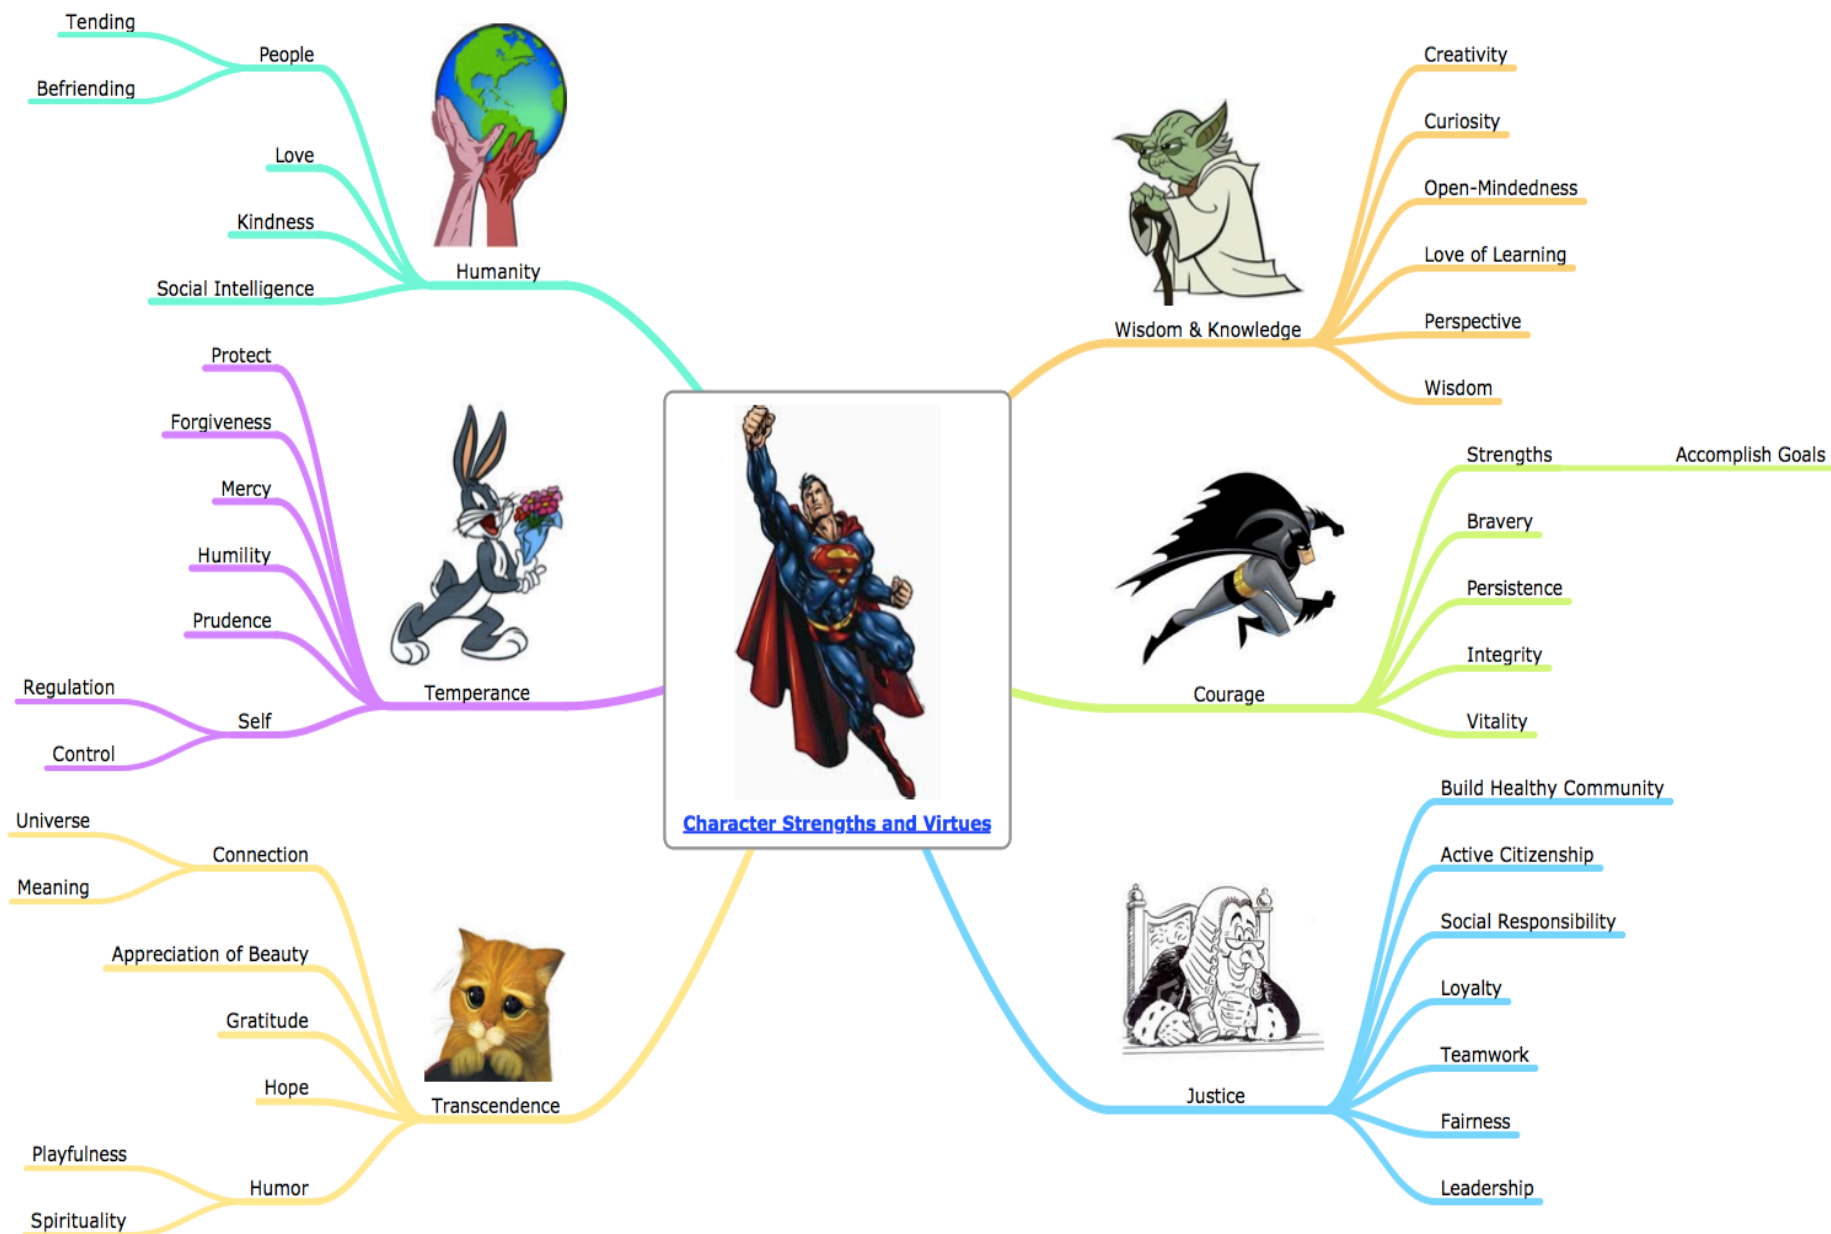 Tending
People
Befriending
Love
Kindness
Social Intelligence
Humanity
Protect
Forgiveness
Mercy
Humility
Prudence
Regulation
Self
Control
Temperance
Universe
Connection
Meaning
Appreciation of Beauty
Gratitude
Hope
Transcendence
Playfulness
Humor
Spirituality
Character Strengths and Virtues
Creativity
Curiosity
Open-Mindedness
Love of Learning
Wisdom & Knowledge
Perspective
Wisdom
Strengths
Accomplish Goals
Bravery
Persistence
Integrity
Courage
Vitality
Build Healthy Community
Active Citizenship
Social Responsibility
Loyalty
Teamwork
Justice
Fairness
Leadership